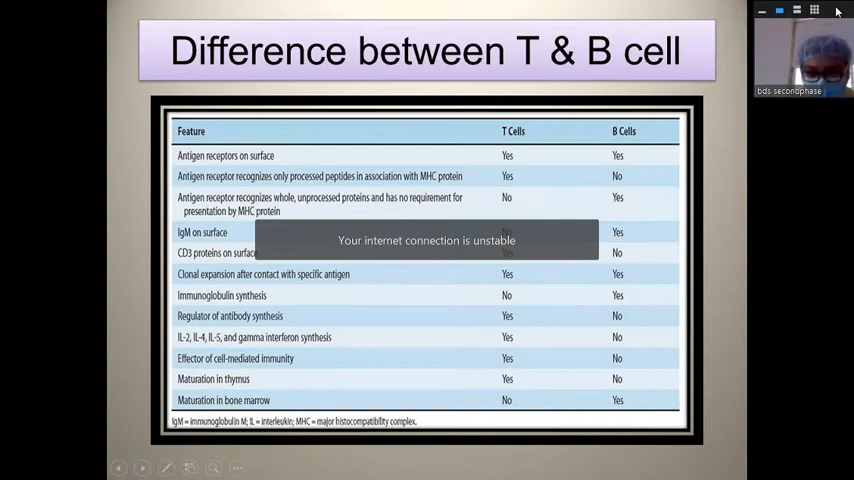 Difference between T & B cell
bds secondphase
Feature T Cells B Cells
Antigen receptors on surface Yes Yes
Antigen receptor recognizes only processed peptides in association with MHC protein Yes No
Antigen receptor recognizes whole, unprocessed proteins and has no requirement for No Yes
presentation by MHC protein
IgM on surface Yes
Your internet connection is unstable
CD3 proteins on surface No
Clonal expansion after contact with specific antigen Yes Yes
Immunoglobulin synthesis No Yes
Regulator of antibody synthesis Yes No
IL-2, IL-4, IL-5, and gamma interferon synthesis Yes No
Effector of cell-mediated immunity Yes No
Maturation in thymus Yes No
Maturation in bone marrow No Yes
IgM = immunoglobulin M; IL = interleukin; MHC = major histocompatibility complex.